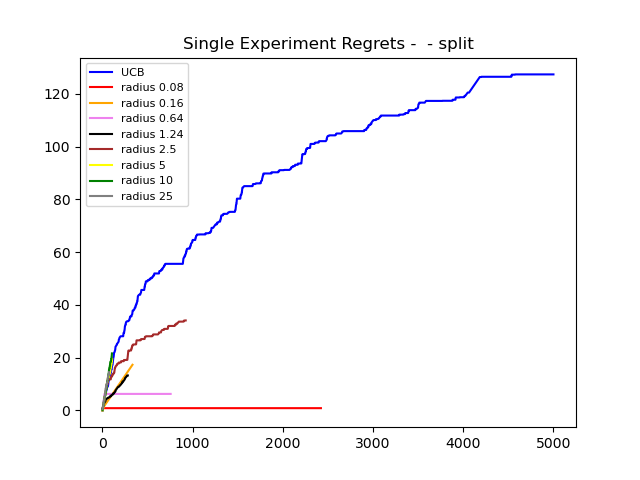 Single Experiment Regrets -  - split
UCB
radius 0.08
radius 0.16
radius 0.64
radius 1.24
radius 2.5
radius 5
radius 10
radius 25
120
100
80
60
40
20
0
0 1000 2000 3000 4000 5000